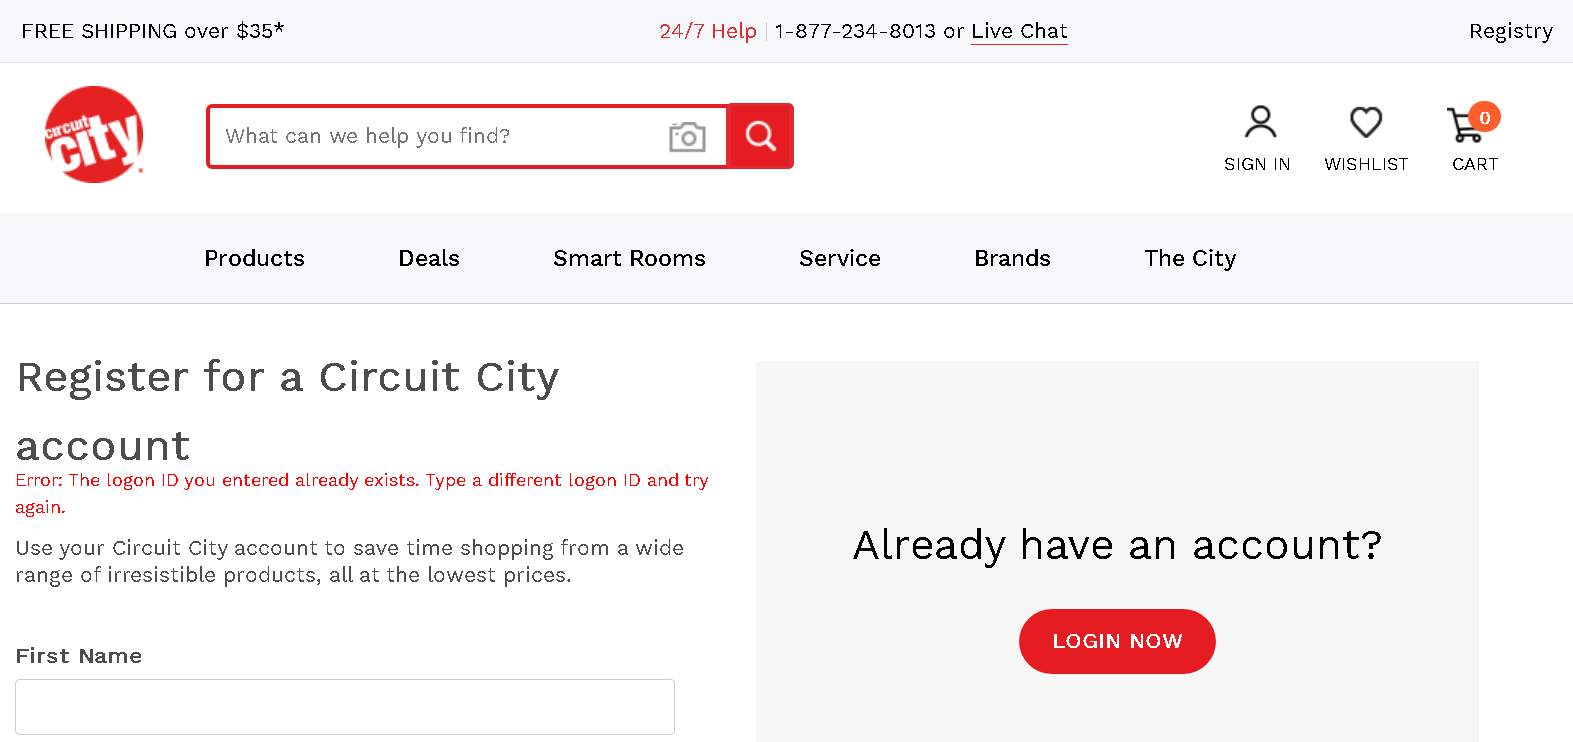 FREE SHIPPING over $35*
24/7 Help | 1-877-234-8013 or Live Chat
Registry
circuit
city
What can we help you find?
0
SIGN IN
WISHLIST
CART
Products
Deals
Smart Rooms
Service
Brands
The City
Register for a Circuit City
account
Error: The logon ID you entered already exists. Type a different logon ID and try
again.
Use your Circuit City account to save time shopping from a wide
range of irresistible products, all at the lowest prices.
First Name
Already have an account?
LOGIN NOW